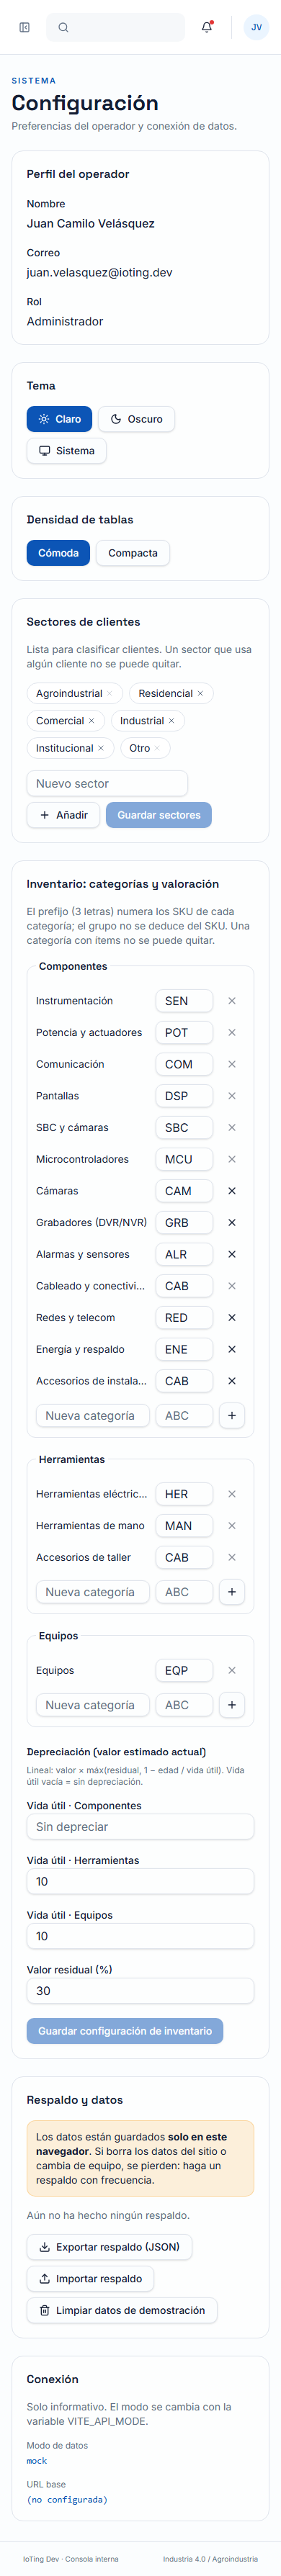 JV
SISTEMA
Configuración
Preferencias del operador y conexión de datos.
Perfil del operador
Nombre
Juan Camilo Velásquez
Correo
juan.velasquez@ioting.dev
Rol
Administrador
Tema
Claro
Oscuro
Sistema
Densidad de tablas
Cómoda
Compacta
Sectores de clientes
Lista para clasificar clientes. Un sector que usa
algún cliente no se puede quitar.
Agroindustrial ×
Residencial ×
Comercial ×
Industrial ×
Institucional ×
Otro ×
Nuevo sector
+ Añadir
Guardar sectores
Inventario: categorías y valoración
El prefijo (3 letras) numera los SKU de cada
categoría; el grupo no se deduce del SKU. Una
categoría con ítems no se puede quitar.
Componentes
Instrumentación SEN ×
Potencia y actuadores POT ×
Comunicación COM ×
Pantallas DSP ×
SBC y cámaras SBC ×
Microcontroladores MCU ×
Cámaras CAM ×
Grabadores (DVR/NVR) GRB ×
Alarmas y sensores ALR ×
Cableado y conectivi... CAB ×
Redes y telecom RED ×
Energía y respaldo ENE ×
Accesorios de instala... CAB ×
Nueva categoría ABC +
Herramientas
Herramientas eléctric... HER ×
Herramientas de mano MAN ×
Accesorios de taller CAB ×
Nueva categoría ABC +
Equipos
Equipos EQP ×
Nueva categoría ABC +
Depreciación (valor estimado actual)
Lineal: valor × máx(residual, 1 − edad / vida útil). Vida
útil vacía = sin depreciación.
Vida útil · Componentes
Sin depreciar
Vida útil · Herramientas
10
Vida útil · Equipos
10
Valor residual (%)
30
Guardar configuración de inventario
Respaldo y datos
Los datos están guardados solo en este
navegador. Si borra los datos del sitio o
cambia de equipo, se pierden: haga un
respaldo con frecuencia.
Aún no ha hecho ningún respaldo.
Exportar respaldo (JSON)
Importar respaldo
Limpiar datos de demostración
Conexión
Solo informativo. El modo se cambia con la
variable VITE_API_MODE.
Modo de datos
mock
URL base
(no configurada)
IoTing Dev · Consola interna
Industria 4.0 / Agroindustria